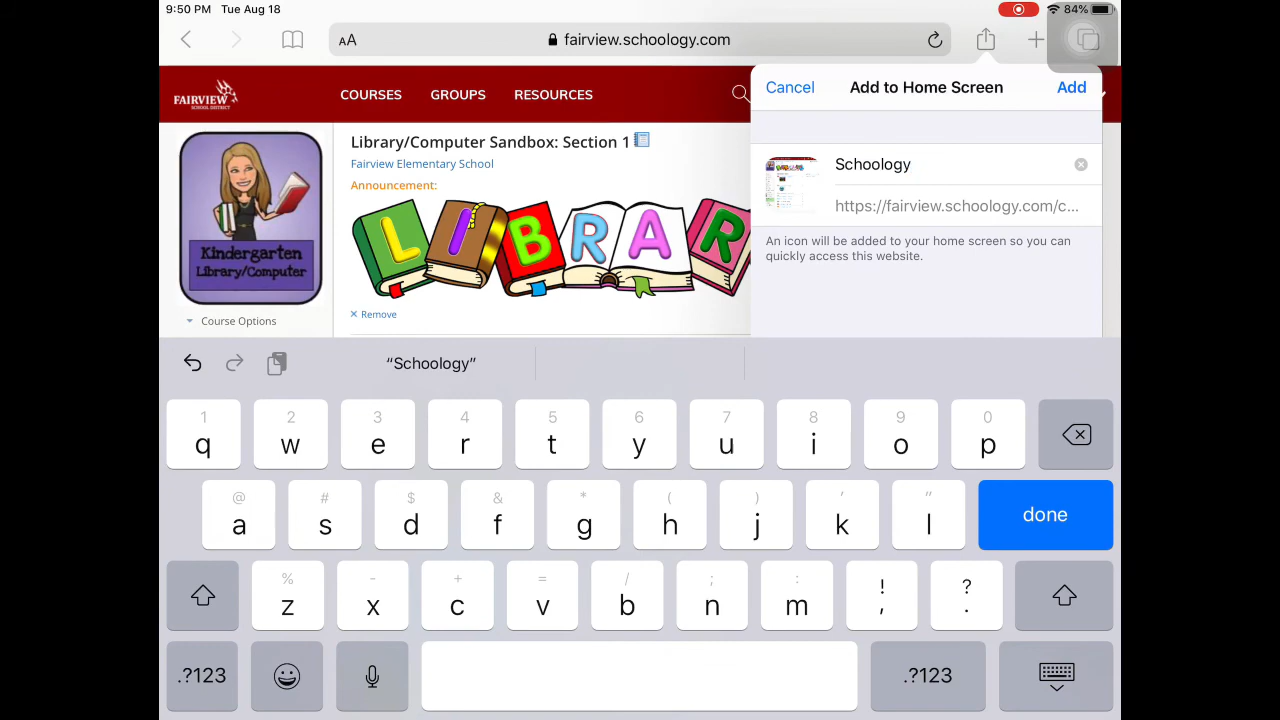 9:50 PM Tue Aug 18
84%
AA
fairview.schoology.com
FAIRVIEW
SCHOOL DISTRICT
COURSES GROUPS RESOURCES
Cancel Add to Home Screen Add
Library/Computer Sandbox: Section 1
Fairview Elementary School
Announcement:
LIBRAR
Kindergarten
Library/Computer
Course Options
Remove
Schoology
https://fairview.schoology.com/c...
An icon will be added to your home screen so you can
quickly access this website.
“Schoology”
1 2 3 4 5 6 7 8 9 0
q w e r t y u i o p
@ # $ & * ( ) ' "
a s d f g h j k l done
% - + = / ; : ! ?
z x c v b n m , .
.?123 .?123